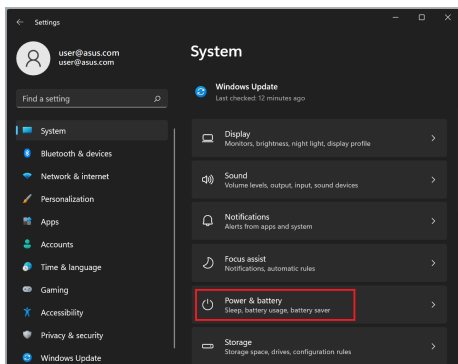 Settings
user@asus.com
user@asus.com
Find a setting
System
Bluetooth & devices
Network & internet
Personalization
Apps
Accounts
Time & language
Gaming
Accessibility
Privacy & security
Windows Update
System
Windows Update
Last checked: 12 minutes ago
Display
Monitors, brightness, night light, display profile
Sound
Volume levels, output, input, sound devices
Notifications
Alerts from apps and system
Focus assist
Notifications, automatic rules
Power & battery
Sleep, battery usage, battery saver
Storage
Storage space, drives, configuration rules